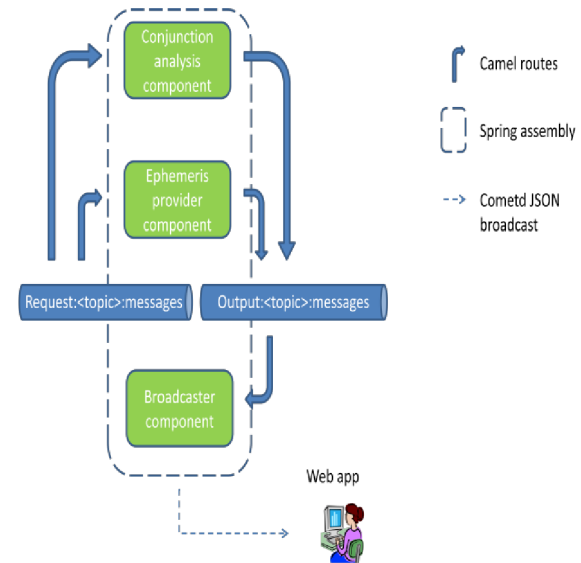 Conjunction
analysis
component
Camel routes
Spring assembly
Ephemeris
provider
component
Cometd JSON
broadcast
Request:<topic>:messages
Output:<topic>:messages
Broadcaster
component
Web app